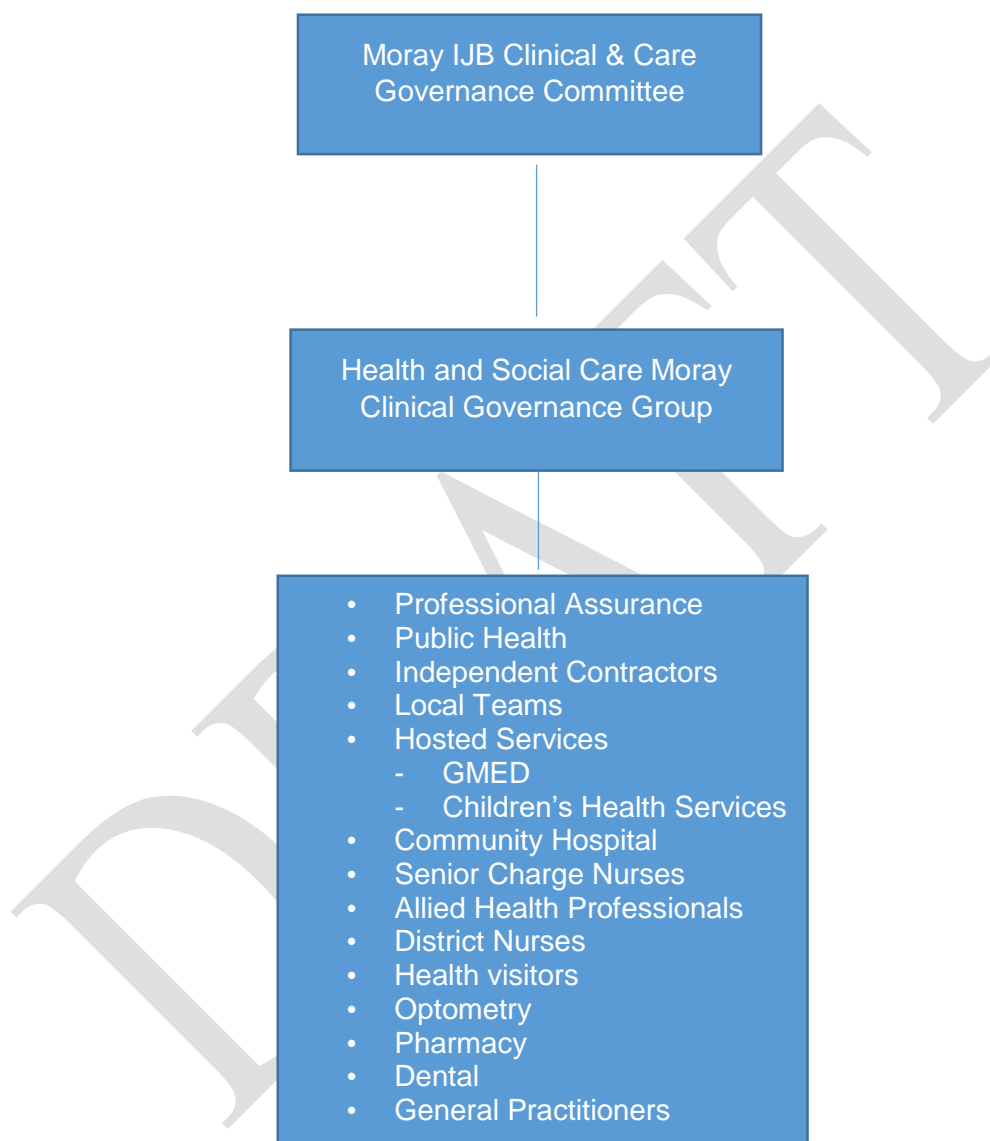 Moray IJB Clinical & Care
Governance Committee
Health and Social Care Moray
Clinical Governance Group
• Professional Assurance
• Public Health
• Independent Contractors
• Local Teams
• Hosted Services
- GMED
- Children’s Health Services
• Community Hospital
• Senior Charge Nurses
• Allied Health Professionals
• District Nurses
• Health visitors
• Optometry
• Pharmacy
• Dental
• General Practitioners
DRAFT